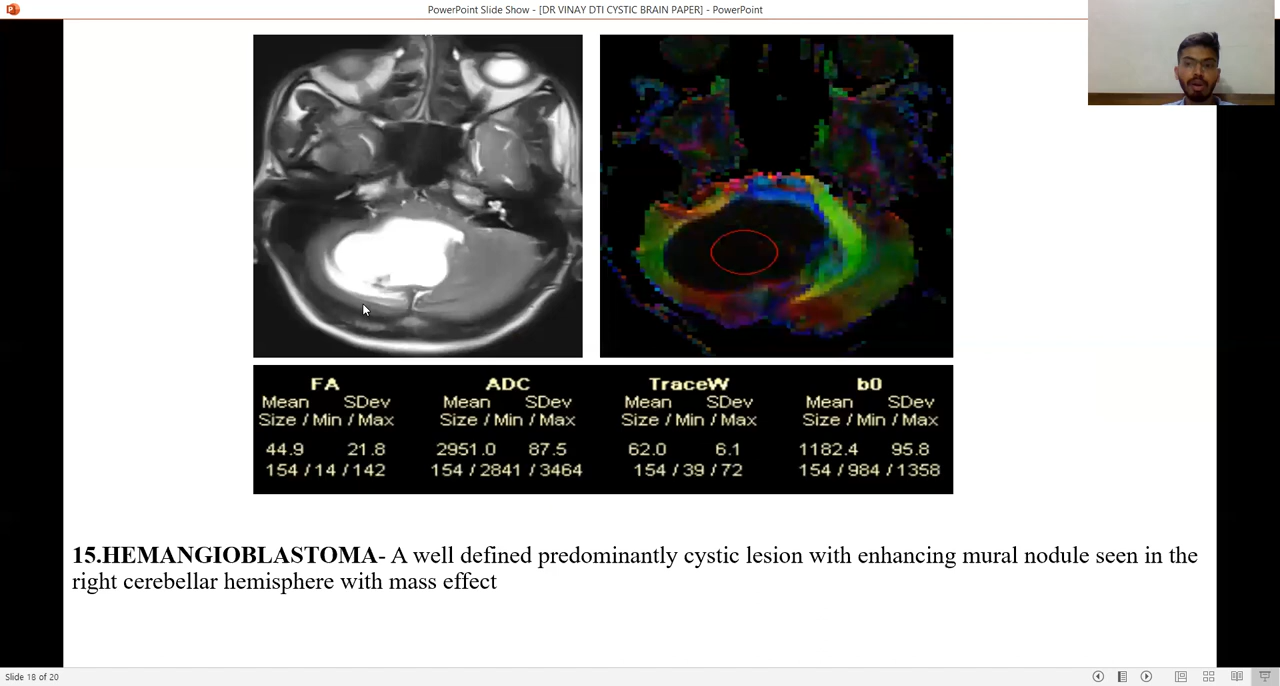 PowerPoint Slide Show - [DR VINAY DTI CYSTIC BRAIN PAPER] - PowerPoint
FA ADC TraceW b0
Mean SDev Mean SDev Mean SDev Mean SDev
Size / Min / Max Size / Min / Max Size / Min / Max Size / Min / Max
44.9 21.8 2951.0 87.5 62.0 6.1 1182.4 95.8
154 / 14 / 142 154 / 2841 / 3464 154 / 39 / 72 154 / 984 / 1358
15.HEMANGIOBLASTOMA- A well defined predominantly cystic lesion with enhancing mural nodule seen in the
right cerebellar hemisphere with mass effect
Slide 18 of 20